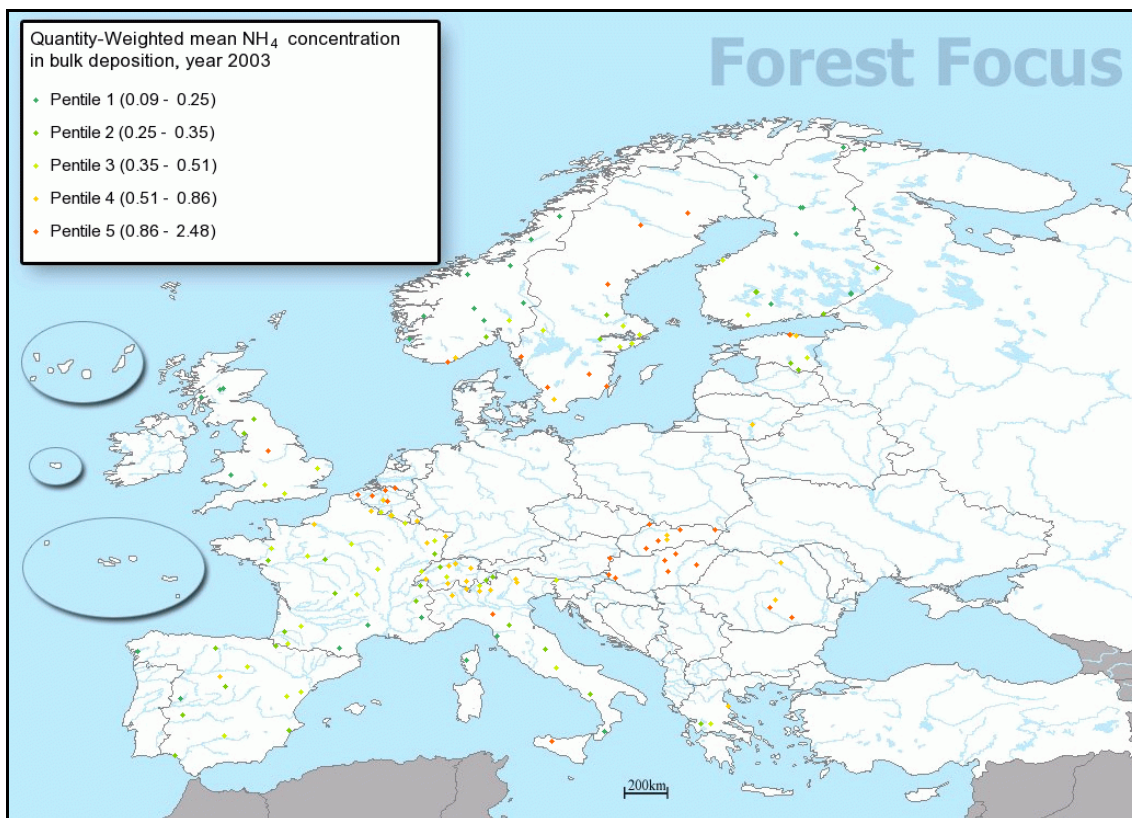 Quantity-Weighted mean NH4 concentration
in bulk deposition, year 2003
Pentile 1 (0.09 - 0.25)
Pentile 2 (0.25 - 0.35)
Pentile 3 (0.35 - 0.51)
Pentile 4 (0.51 - 0.86)
Pentile 5 (0.86 - 2.48)
Forest Focus
200km